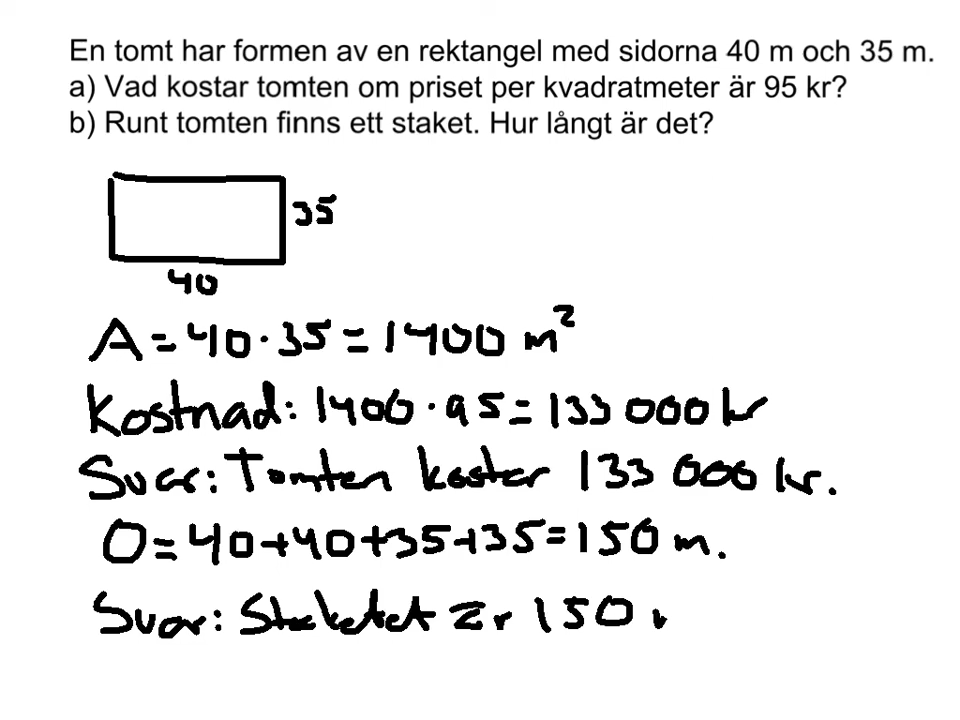 En tomt har formen av en rektangel med sidorna 40 m och 35 m.
a) Vad kostar tomten om priset per kvadratmeter är 95 kr?
b) Runt tomten finns ett staket. Hur långt är det?
35
40
A = 40 · 35 = 1400 m²
Kostnad: 1400 · 95 = 133 000 kr
Svar: Tomten kostar 133 000 kr.
O = 40+40+35+35 = 150 m.
Svar: Staketet är 150